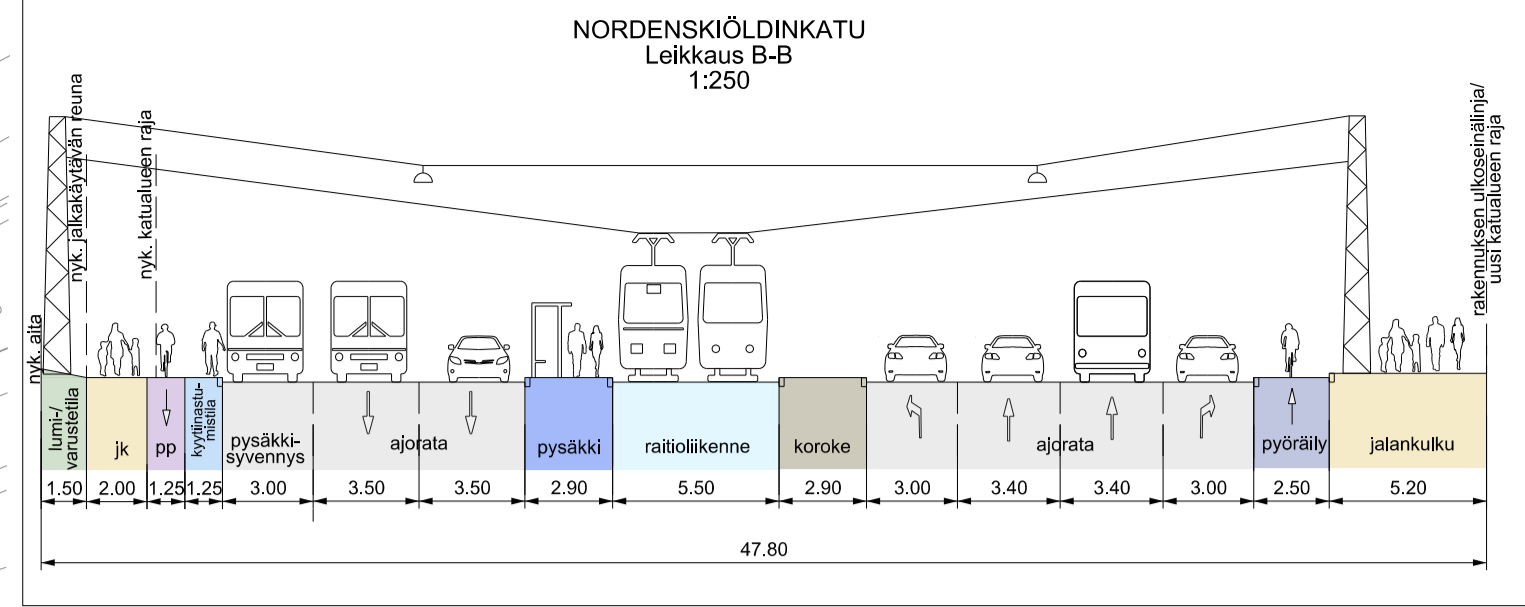 NORDENSKIÖLDINKATU
Leikkaus B-B
1:250
nyk. aita
nyk. jalkakäytävän reuna
nyk. katualueen raja
rakennuksen ulkoseinälinja/
uusi katualueen raja
lumi-/
varustetila
jk
pp
kyytiinastu-
mistila
pysäkki-
syvennys
ajorata
pysäkki
raitioliikenne
koroke
ajorata
pyöräily
jalankulku
1.50 2.00 1.25 1.25 3.00 3.50 3.50 2.90 5.50 2.90 3.00 3.40 3.40 3.00 2.50 5.20
47.80